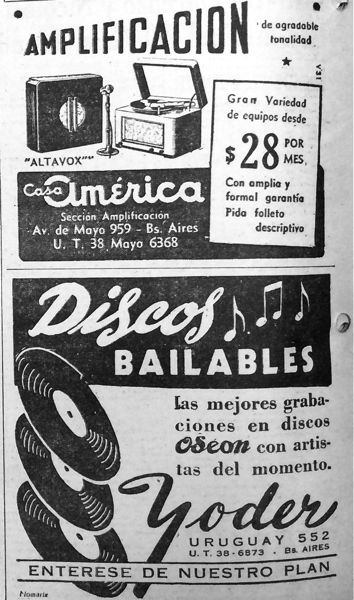 AMPLIFICACION
de agradable
tonalidad
V31
"ALTAVOX"
Gran Variedad
de equipos desde
$28 POR MES.
Con amplia y
formal garantía
Pida folleto
descriptivo
Casa América
Sección Amplificación
Av. de Mayo 959 - Bs. Aires
U. T. 38 Mayo 6368
Discos
BAILABLES
Las mejores graba-
ciones en discos
Odeon con artis-
tas del momento.
Yoder
URUGUAY 552
U. T. 38-6873 - Bs. AIRES
ENTERESE DE NUESTRO PLAN